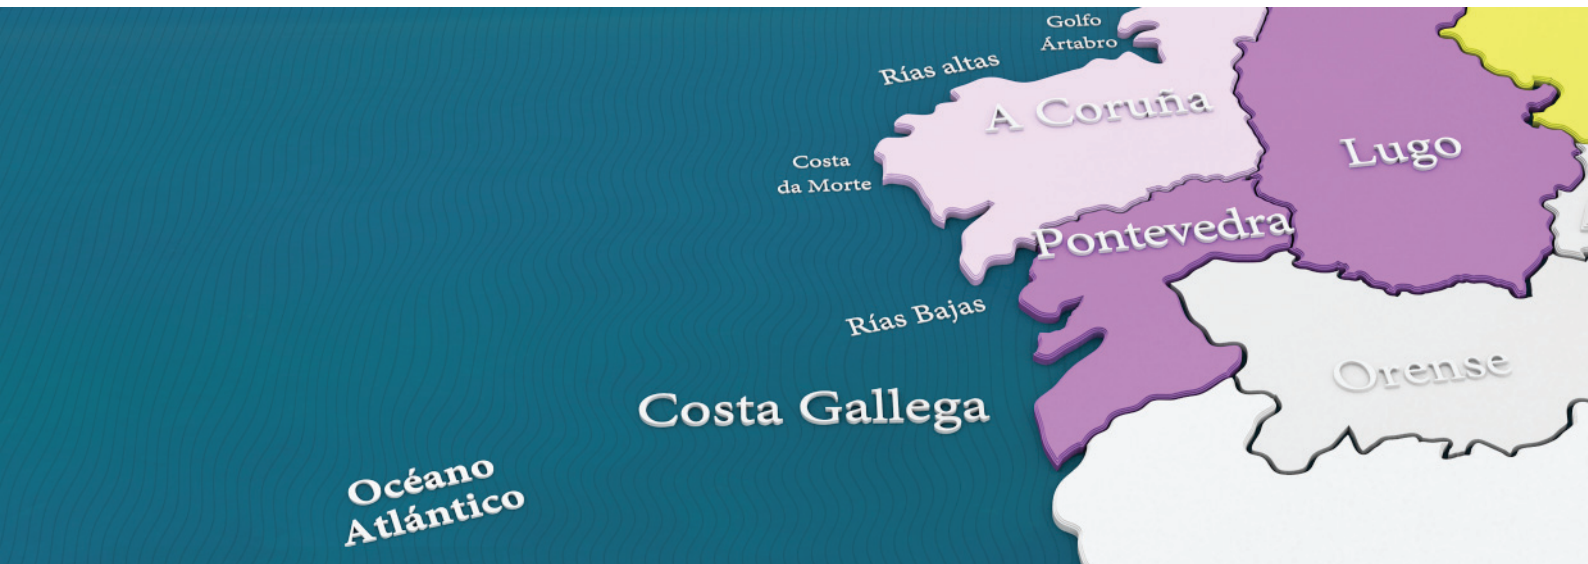 Golfo
Ártabro
Rías altas
A Coruña
Lugo
Costa
da Morte
Pontevedra
Rías Bajas
Orense
Costa Gallega
Océano
Atlántico